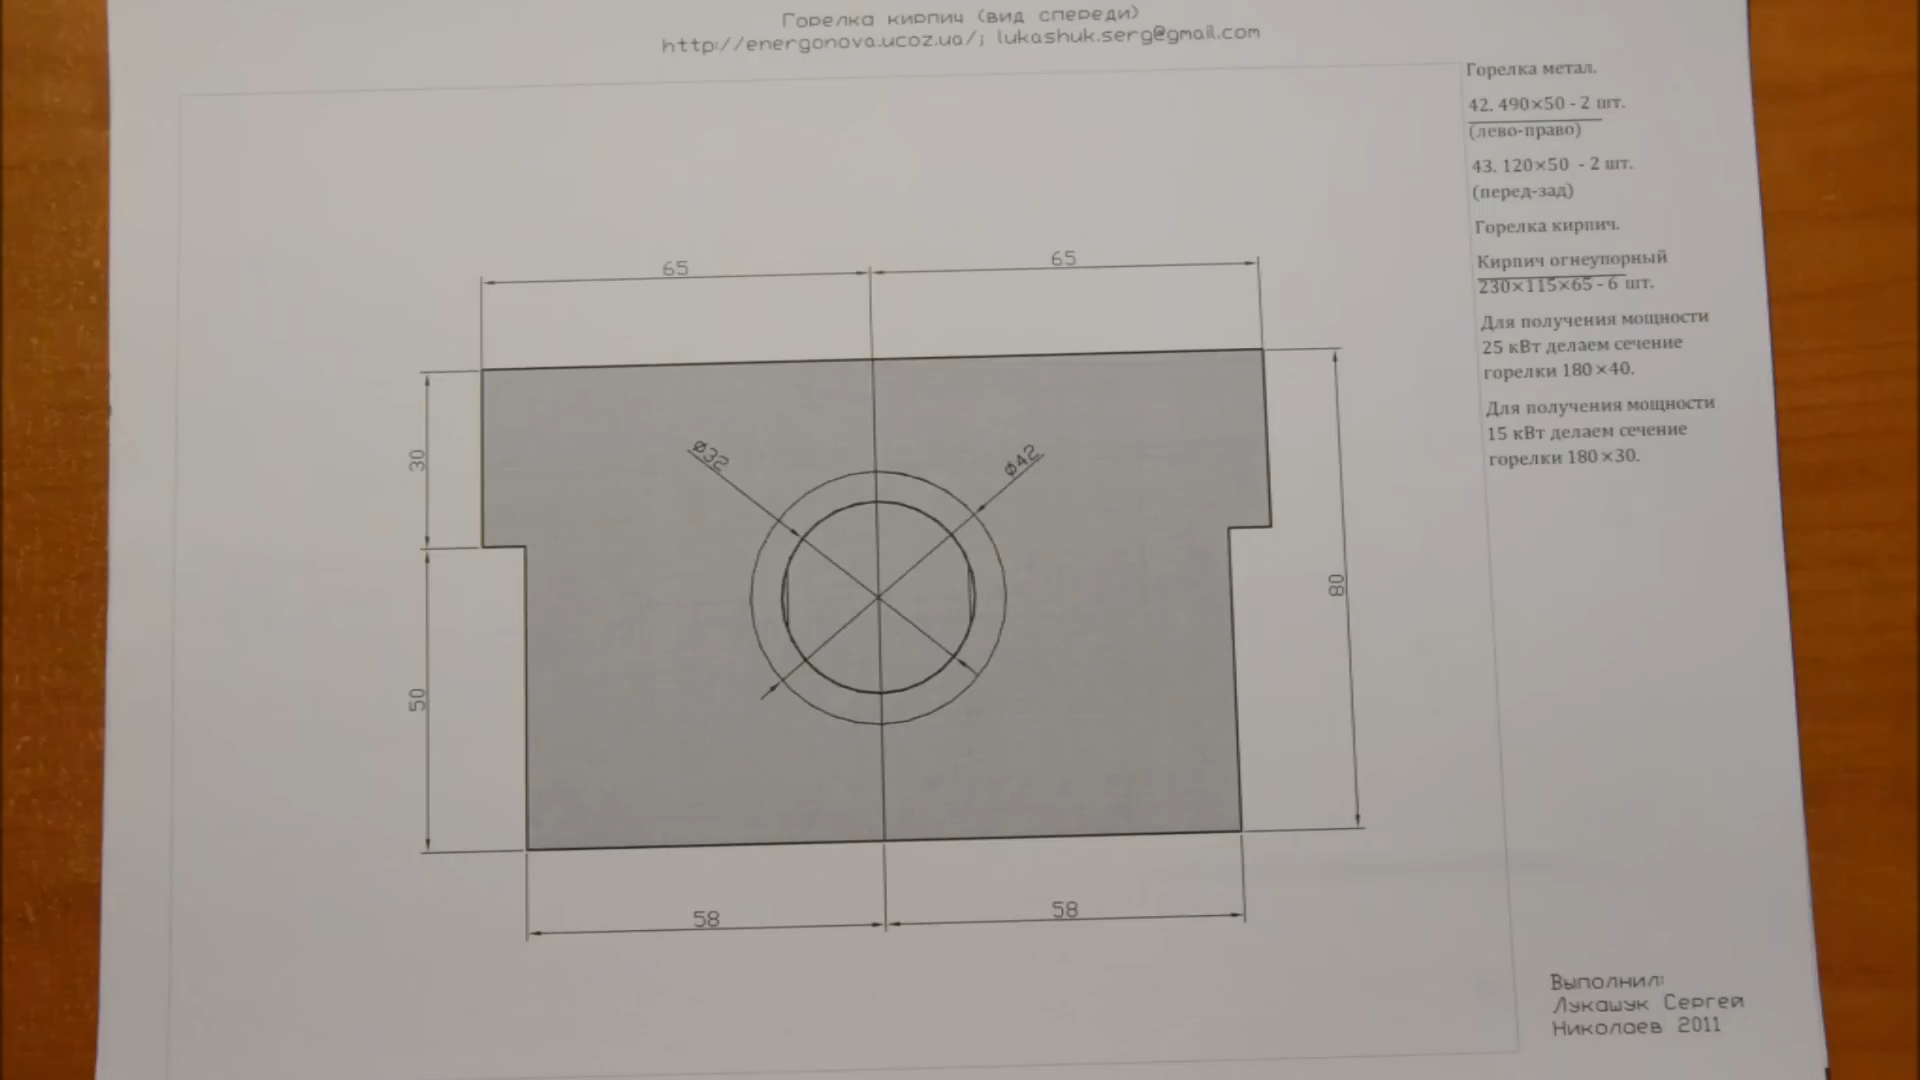 Горелка кирпич (вид спереди)
http://energonova.ucoz.ua/; lukashuk.serg@gmail.com
Горелка метал.
42. 490×50 - 2 шт.
(лево-право)
43. 120×50 - 2 шт.
(перед-зад)
Горелка кирпич.
Кирпич огнеупорный
230×115×65 - 6 шт.
Для получения мощности
25 кВт делаем сечение
горелки 180×40.
Для получения мощности
15 кВт делаем сечение
горелки 180×30.
65
65
30
ø32
ø42
80
50
58
58
Выполнил:
Лукашук Сергей
Николаев 2011